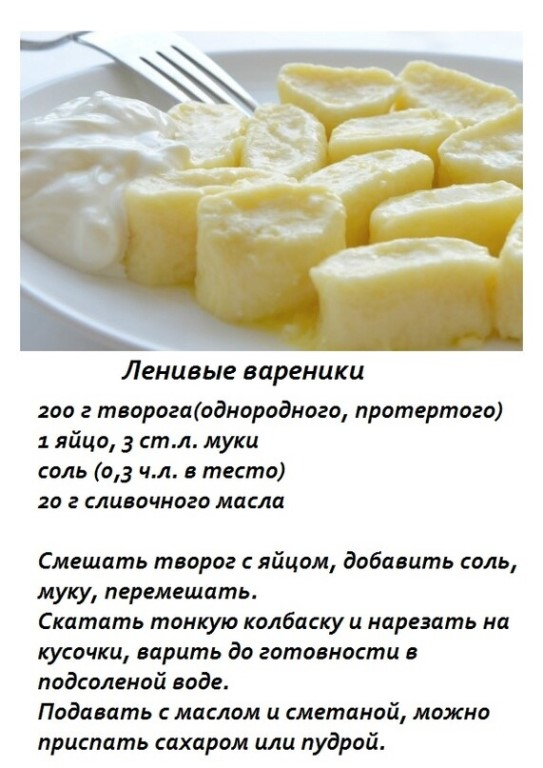 Ленивые вареники
200 г творога(однородного, протертого)
1 яйцо, 3 ст.л. муки
соль (0,3 ч.л. в тесто)
20 г сливочного масла
Смешать творог с яйцом, добавить соль,
муку, перемешать.
Скатать тонкую колбаску и нарезать на
кусочки, варить до готовности в
подсоленой воде.
Подавать с маслом и сметаной, можно
приспать сахаром или пудрой.